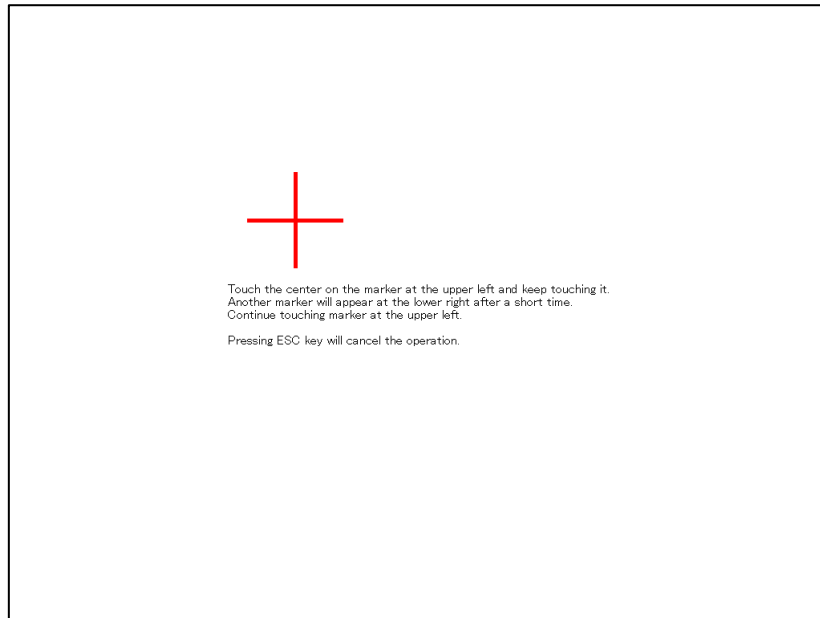 Touch the center on the marker at the upper left and keep touching it.
Another marker will appear at the lower right after a short time.
Continue touching marker at the upper left.
Pressing ESC key will cancel the operation.